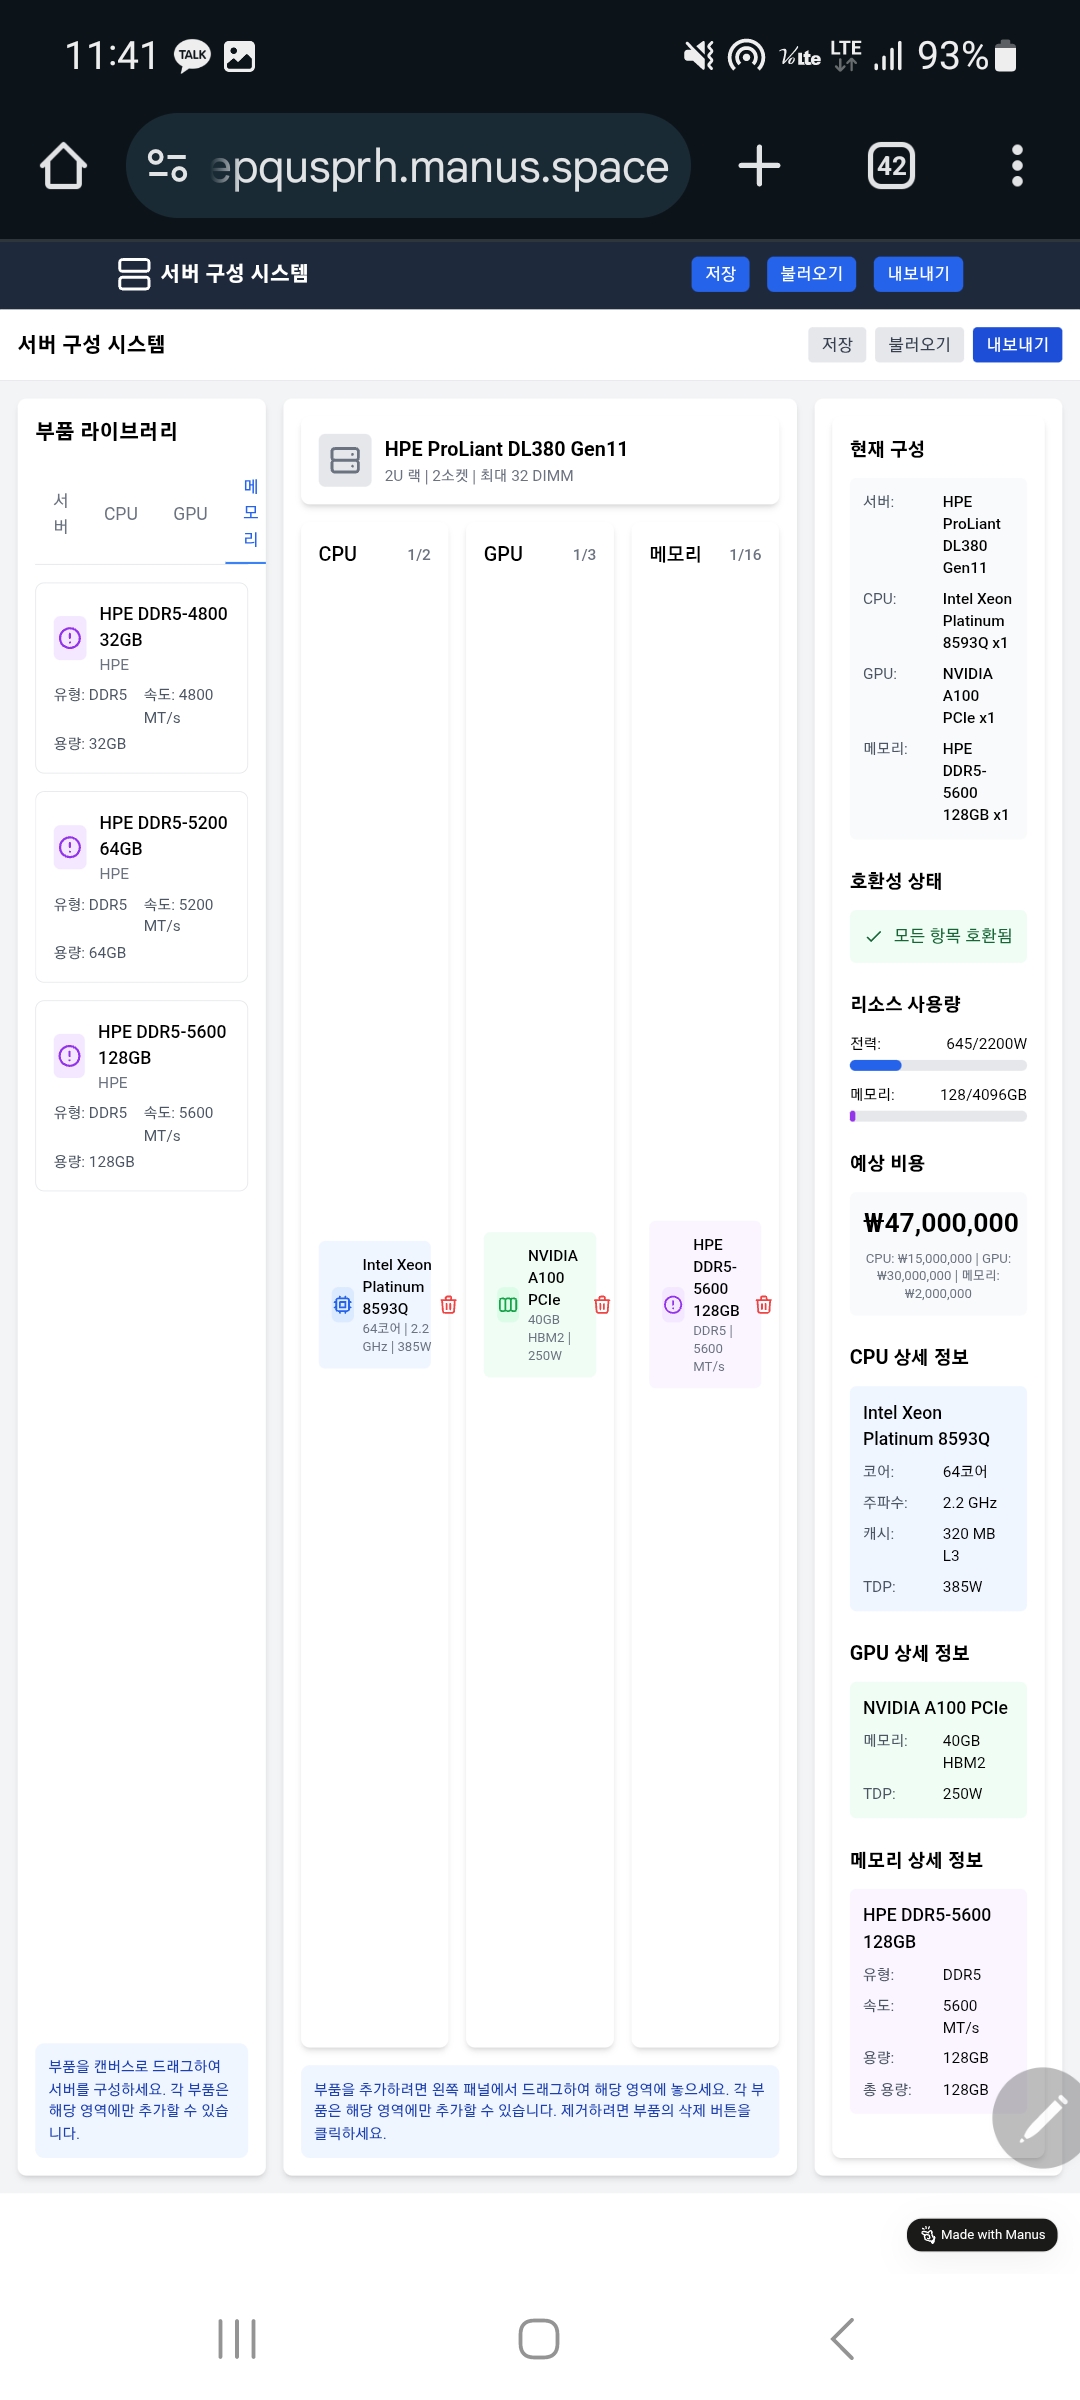 11:41 TALK LTE 93%
epqusprh.manus.space 42
서버 구성 시스템 저장 불러오기 내보내기
서버 구성 시스템 저장 불러오기 내보내기
부품 라이브러리
서
버
CPU
GPU
메
모
리
HPE DDR5-4800
32GB
HPE
유형: DDR5 속도: 4800
MT/s
용량: 32GB
HPE DDR5-5200
64GB
HPE
유형: DDR5 속도: 5200
MT/s
용량: 64GB
HPE DDR5-5600
128GB
HPE
유형: DDR5 속도: 5600
MT/s
용량: 128GB
부품을 캔버스로 드래그하여
서버를 구성하세요. 각 부품은
해당 영역에만 추가할 수 있습
니다.
HPE ProLiant DL380 Gen11
2U 랙 | 2소켓 | 최대 32 DIMM
CPU 1/2
Intel Xeon
Platinum
8593Q
64코어 | 2.2
GHz | 385W
GPU 1/3
NVIDIA
A100
PCIe
40GB
HBM2 |
250W
메모리 1/16
HPE
DDR5-
5600
128GB
DDR5 |
5600
MT/s
부품을 추가하려면 왼쪽 패널에서 드래그하여 해당 영역에 놓으세요. 각 부
품은 해당 영역에만 추가할 수 있습니다. 제거하려면 부품의 삭제 버튼을
클릭하세요.
현재 구성
서버: HPE
ProLiant
DL380
Gen11
CPU: Intel Xeon
Platinum
8593Q x1
GPU: NVIDIA
A100
PCIe x1
메모리: HPE
DDR5-
5600
128GB x1
호환성 상태
모든 항목 호환됨
리소스 사용량
전력: 645/2200W
메모리: 128/4096GB
예상 비용
₩47,000,000
CPU: ₩15,000,000 | GPU:
₩30,000,000 | 메모리:
₩2,000,000
CPU 상세 정보
Intel Xeon
Platinum 8593Q
코어: 64코어
주파수: 2.2 GHz
캐시: 320 MB
L3
TDP: 385W
GPU 상세 정보
NVIDIA A100 PCIe
메모리: 40GB
HBM2
TDP: 250W
메모리 상세 정보
HPE DDR5-5600
128GB
유형: DDR5
속도: 5600
MT/s
용량: 128GB
총 용량: 128GB
Made with Manus